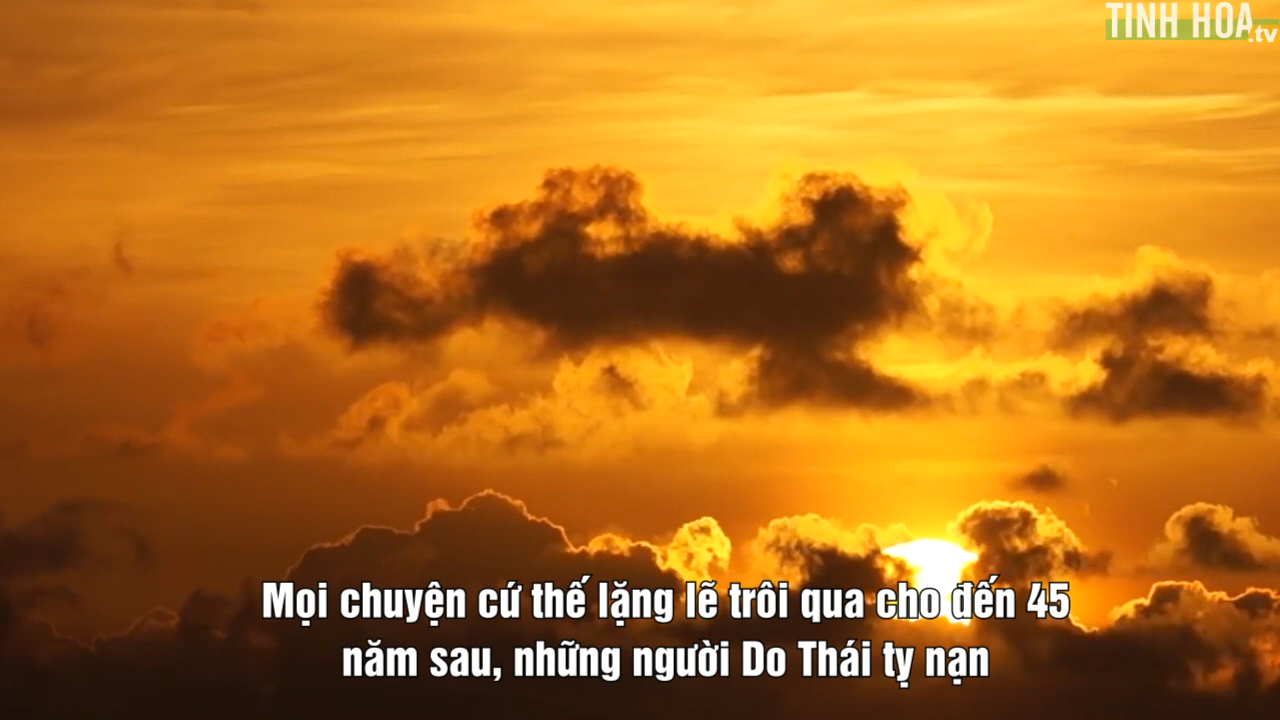 TINH HOA
.tv
Mọi chuyện cứ thế lặng lẽ trôi qua cho đến 45
năm sau, những người Do Thái tỵ nạn